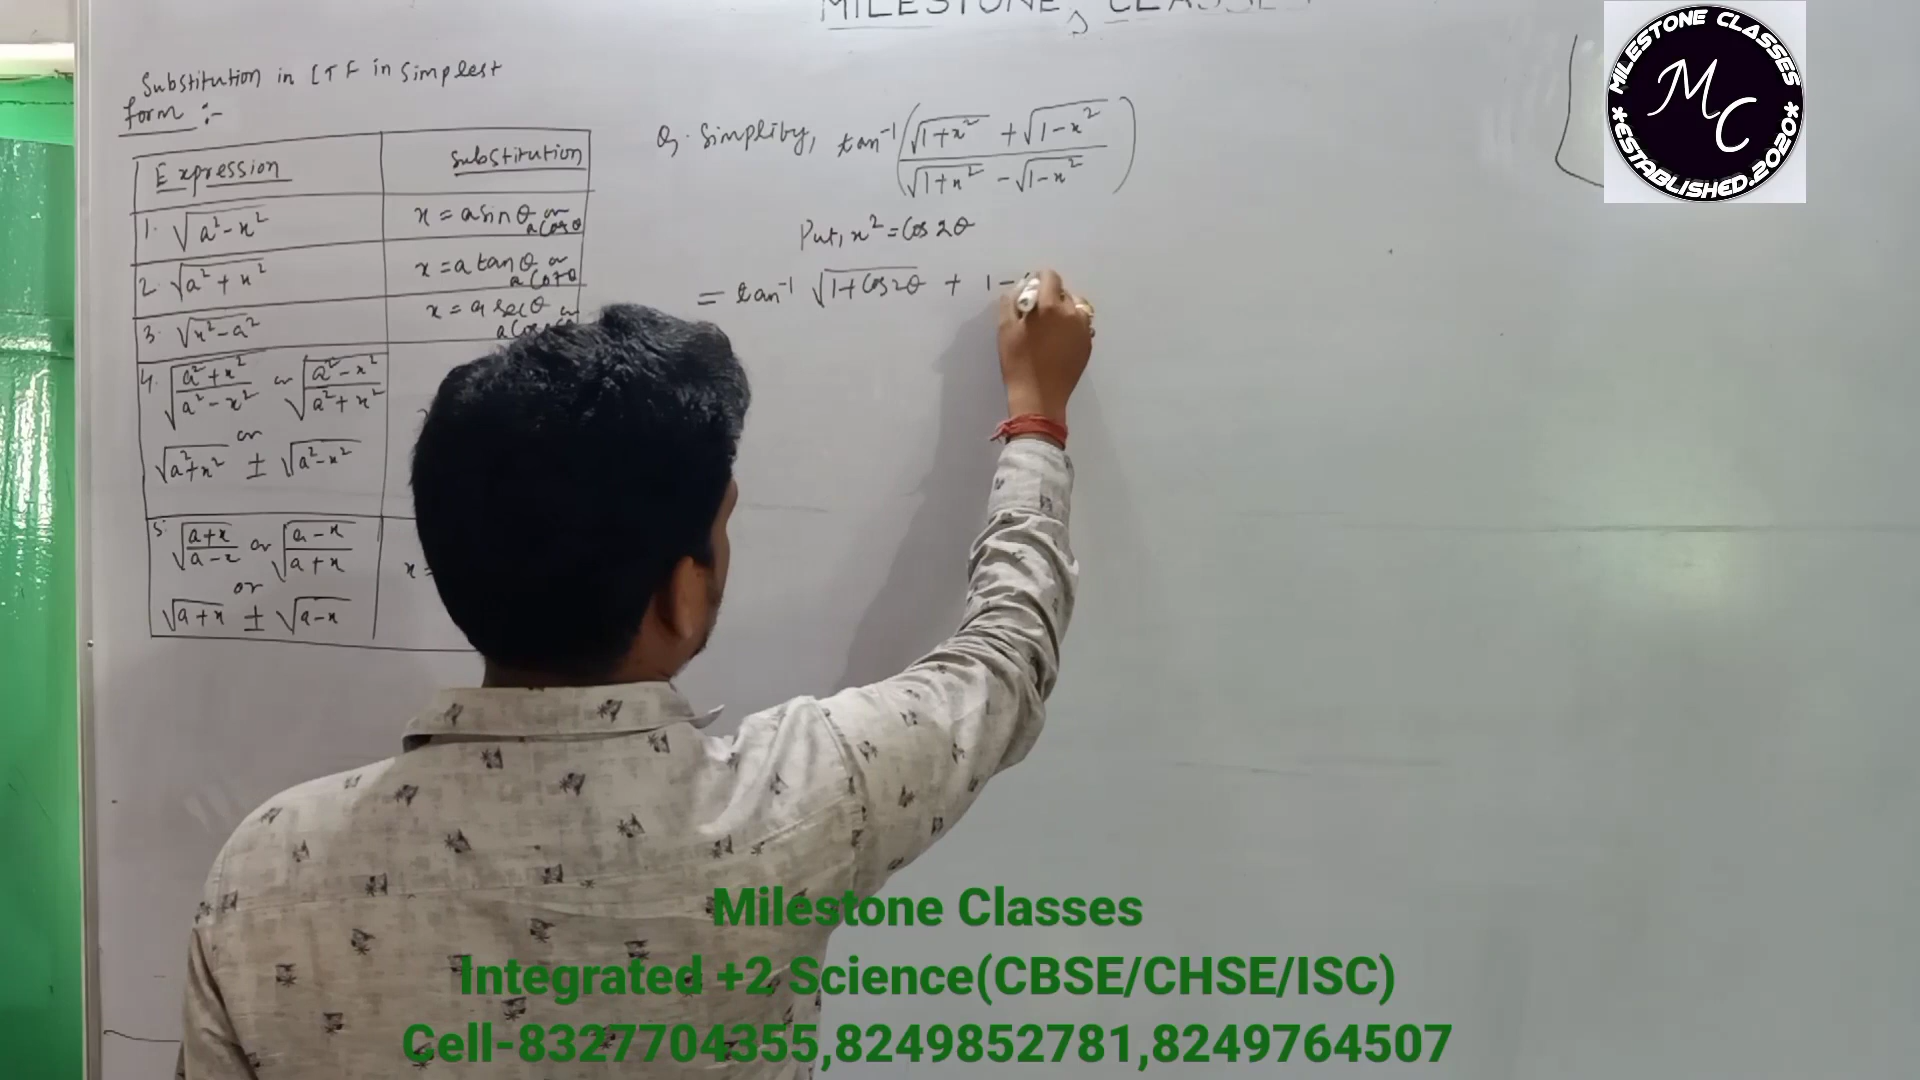 MILESTONE CLASSES
Substitution in ITF in simplest
form :-
Expression
Substitution
1. √(a²-x²)
x = a sinθ or
a cosθ
2. √(a²+x²)
x = a tanθ or
a cotθ
3. √(x²-a²)
x = a secθ or
4. √((a²+x²)/(a²-x²)) or √((a²-x²)/(a²+x²))
or
√(a²+x²) ± √(a²-x²)
5. √((a+x)/(a-x)) or √((a-x)/(a+x))
x =
or
√(a+x) ± √(a-x)
Q. Simplify, tan⁻¹((√(1+x²) + √(1-x²))/(√(1+x²) - √(1-x²)))
Put, x² = Cos 2θ
= tan⁻¹ √(1+Cos2θ) + 1-
MILESTONE CLASSES
MC
*ESTABLISHED.2020*
Milestone Classes
Integrated +2 Science(CBSE/CHSE/ISC)
Cell-8327704355,8249852781,8249764507